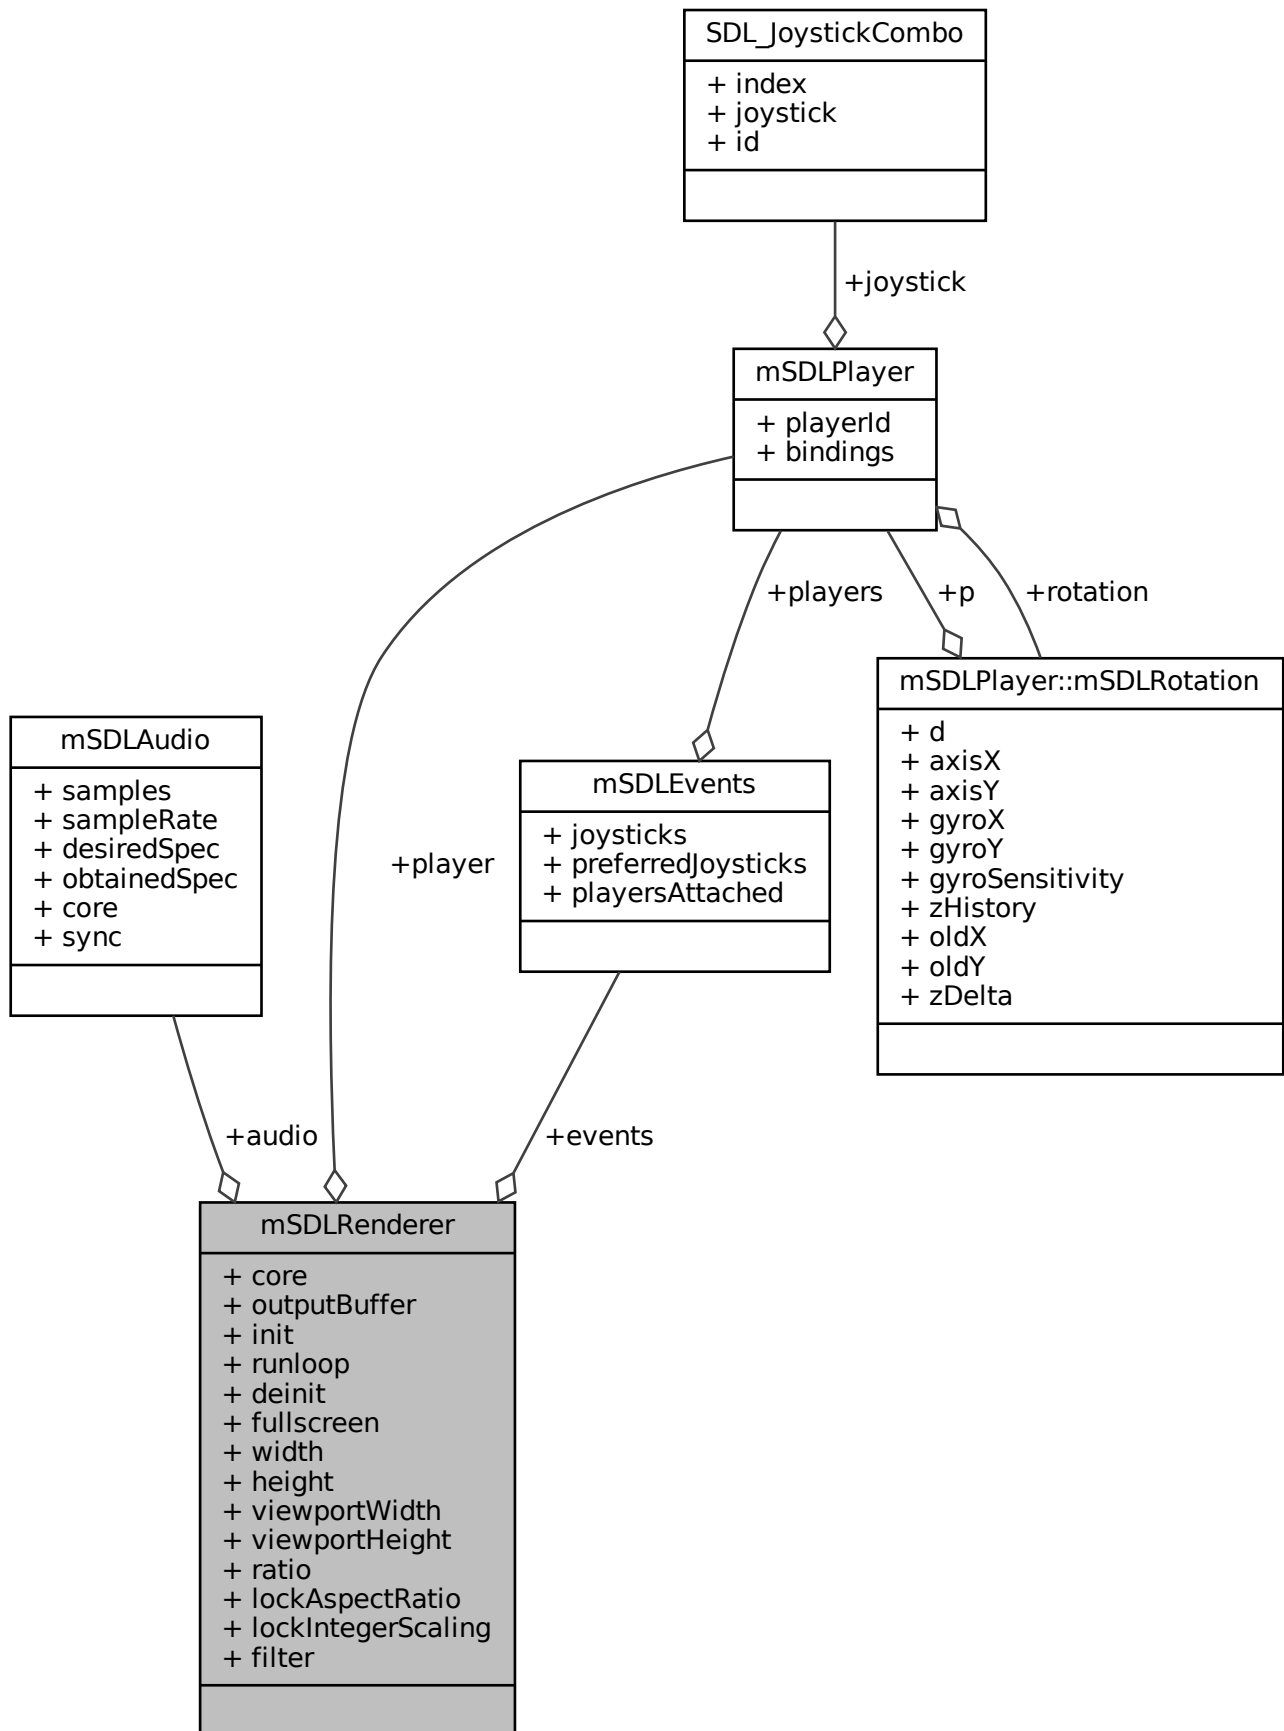 SDL_JoystickCombo
+ index
+ joystick
+ id
+joystick
mSDLPlayer
+ playerId
+ bindings
+players
+p
+rotation
mSDLPlayer::mSDLRotation
+ d
+ axisX
+ axisY
+ gyroX
+ gyroY
+ gyroSensitivity
+ zHistory
+ oldX
+ oldY
+ zDelta
mSDLAudio
+ samples
+ sampleRate
+ desiredSpec
+ obtainedSpec
+ core
+ sync
+player
mSDLEvents
+ joysticks
+ preferredJoysticks
+ playersAttached
+audio
+events
mSDLRenderer
+ core
+ outputBuffer
+ init
+ runloop
+ deinit
+ fullscreen
+ width
+ height
+ viewportWidth
+ viewportHeight
+ ratio
+ lockAspectRatio
+ lockIntegerScaling
+ filter